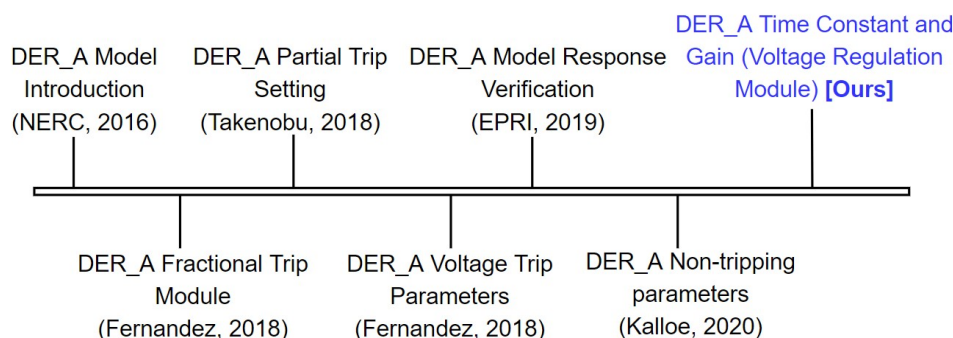 DER_A Model
Introduction
(NERC, 2016)
DER_A Partial Trip
Setting
(Takenobu, 2018)
DER_A Model Response
Verification
(EPRI, 2019)
DER_A Time Constant and
Gain (Voltage Regulation
Module) [Ours]
DER_A Fractional Trip
Module
(Fernandez, 2018)
DER_A Voltage Trip
Parameters
(Fernandez, 2018)
DER_A Non-tripping
parameters
(Kalloe, 2020)